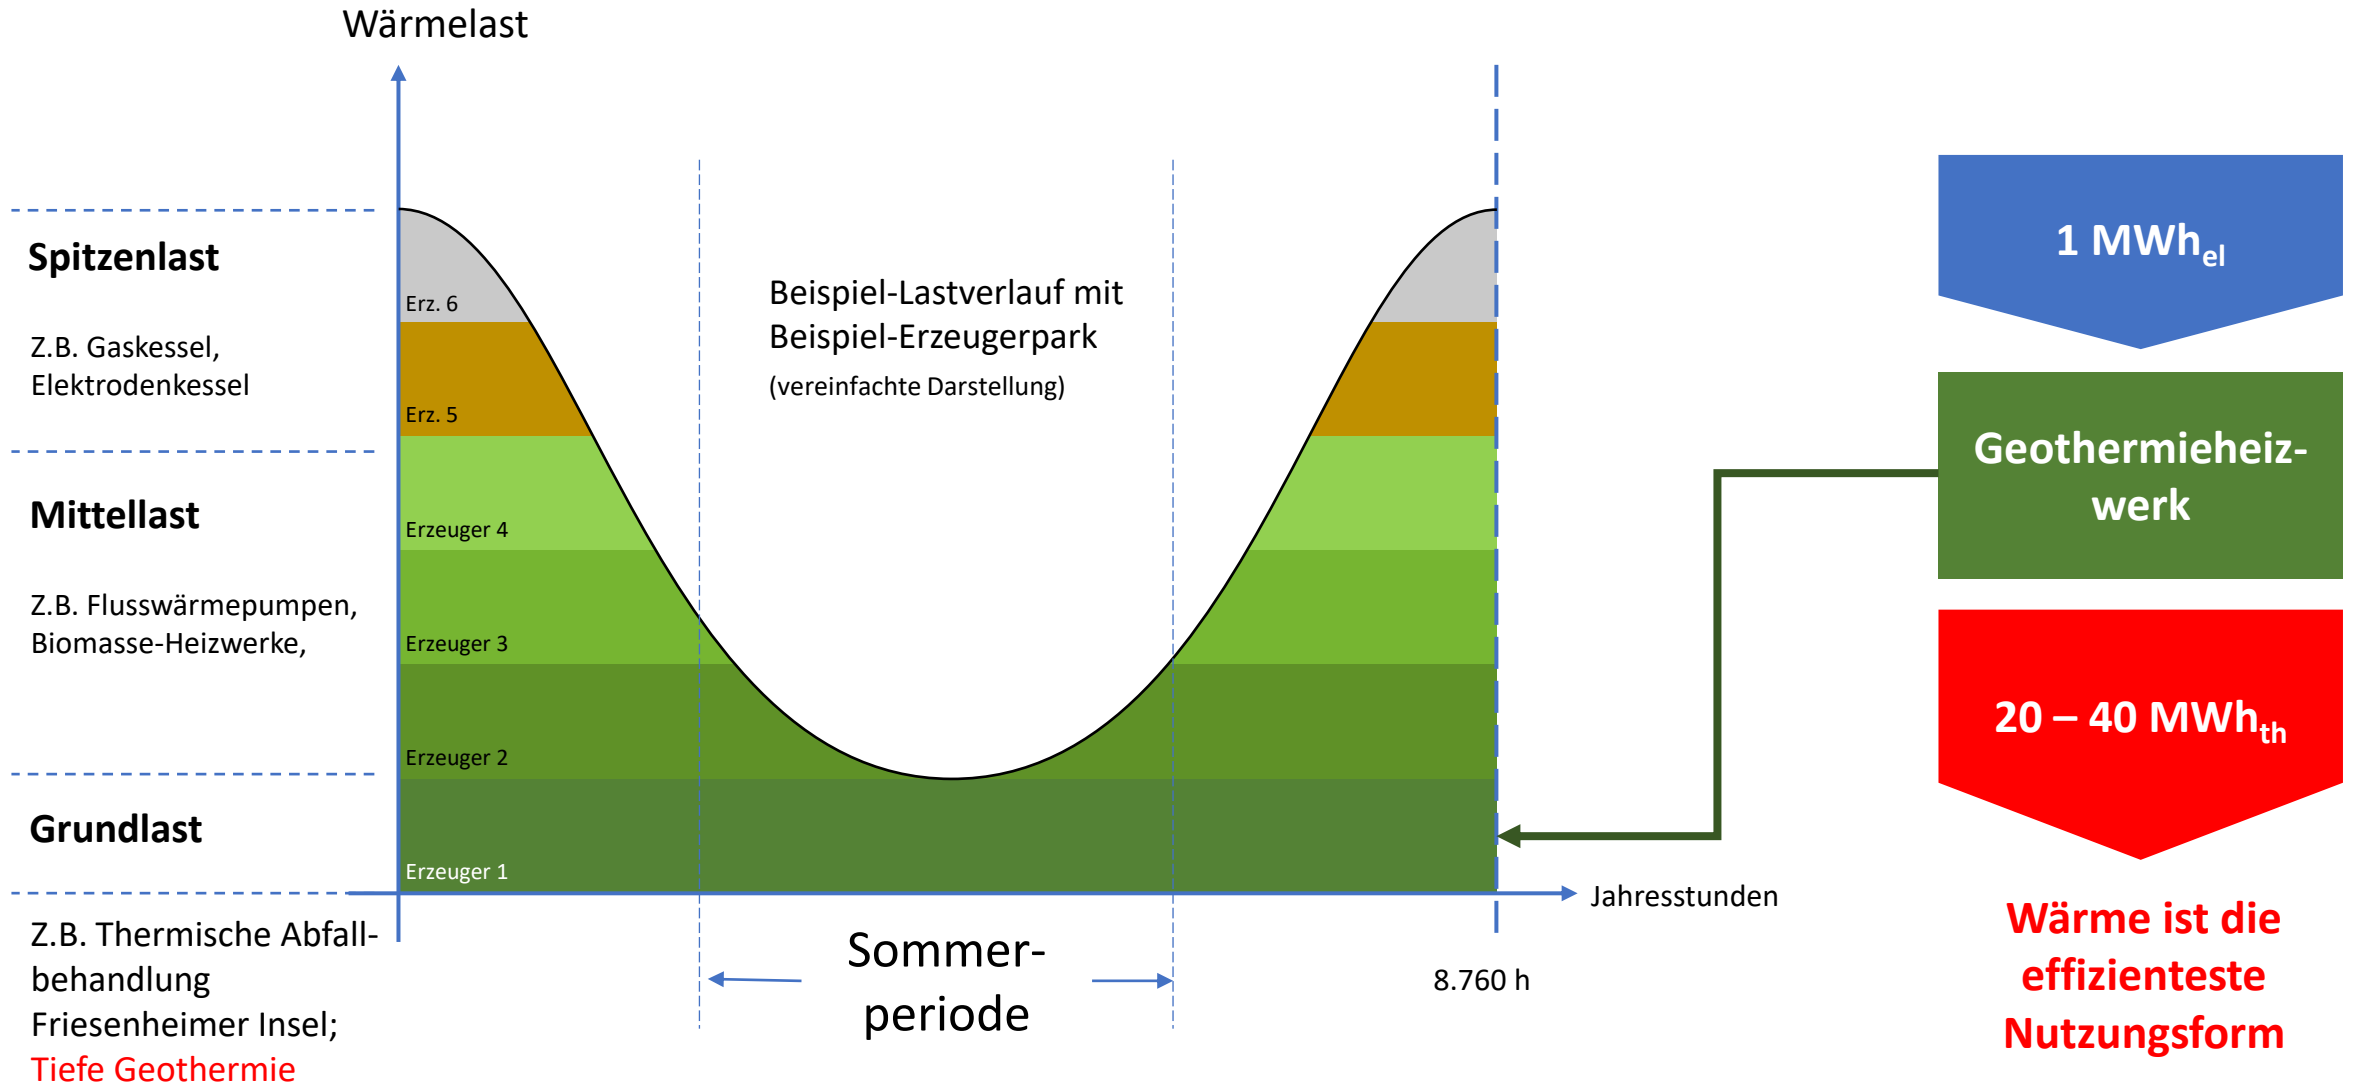 Wärmelast
Spitzenlast
Z.B. Gaskessel,
Elektrodenkessel
Mittellast
Z.B. Flusswärmepumpen,
Biomasse-Heizwerke,
Grundlast
Z.B. Thermische Abfall-
behandlung
Friesenheimer Insel;
Tiefe Geothermie
Erz. 6
Erz. 5
Erzeuger 4
Erzeuger 3
Erzeuger 2
Erzeuger 1
Beispiel-Lastverlauf mit
Beispiel-Erzeugerpark
(vereinfachte Darstellung)
Sommer-
periode
8.760 h
Jahresstunden
1 MWhel
Geothermieheiz-
werk
20 – 40 MWhth
Wärme ist die
effizienteste
Nutzungsform